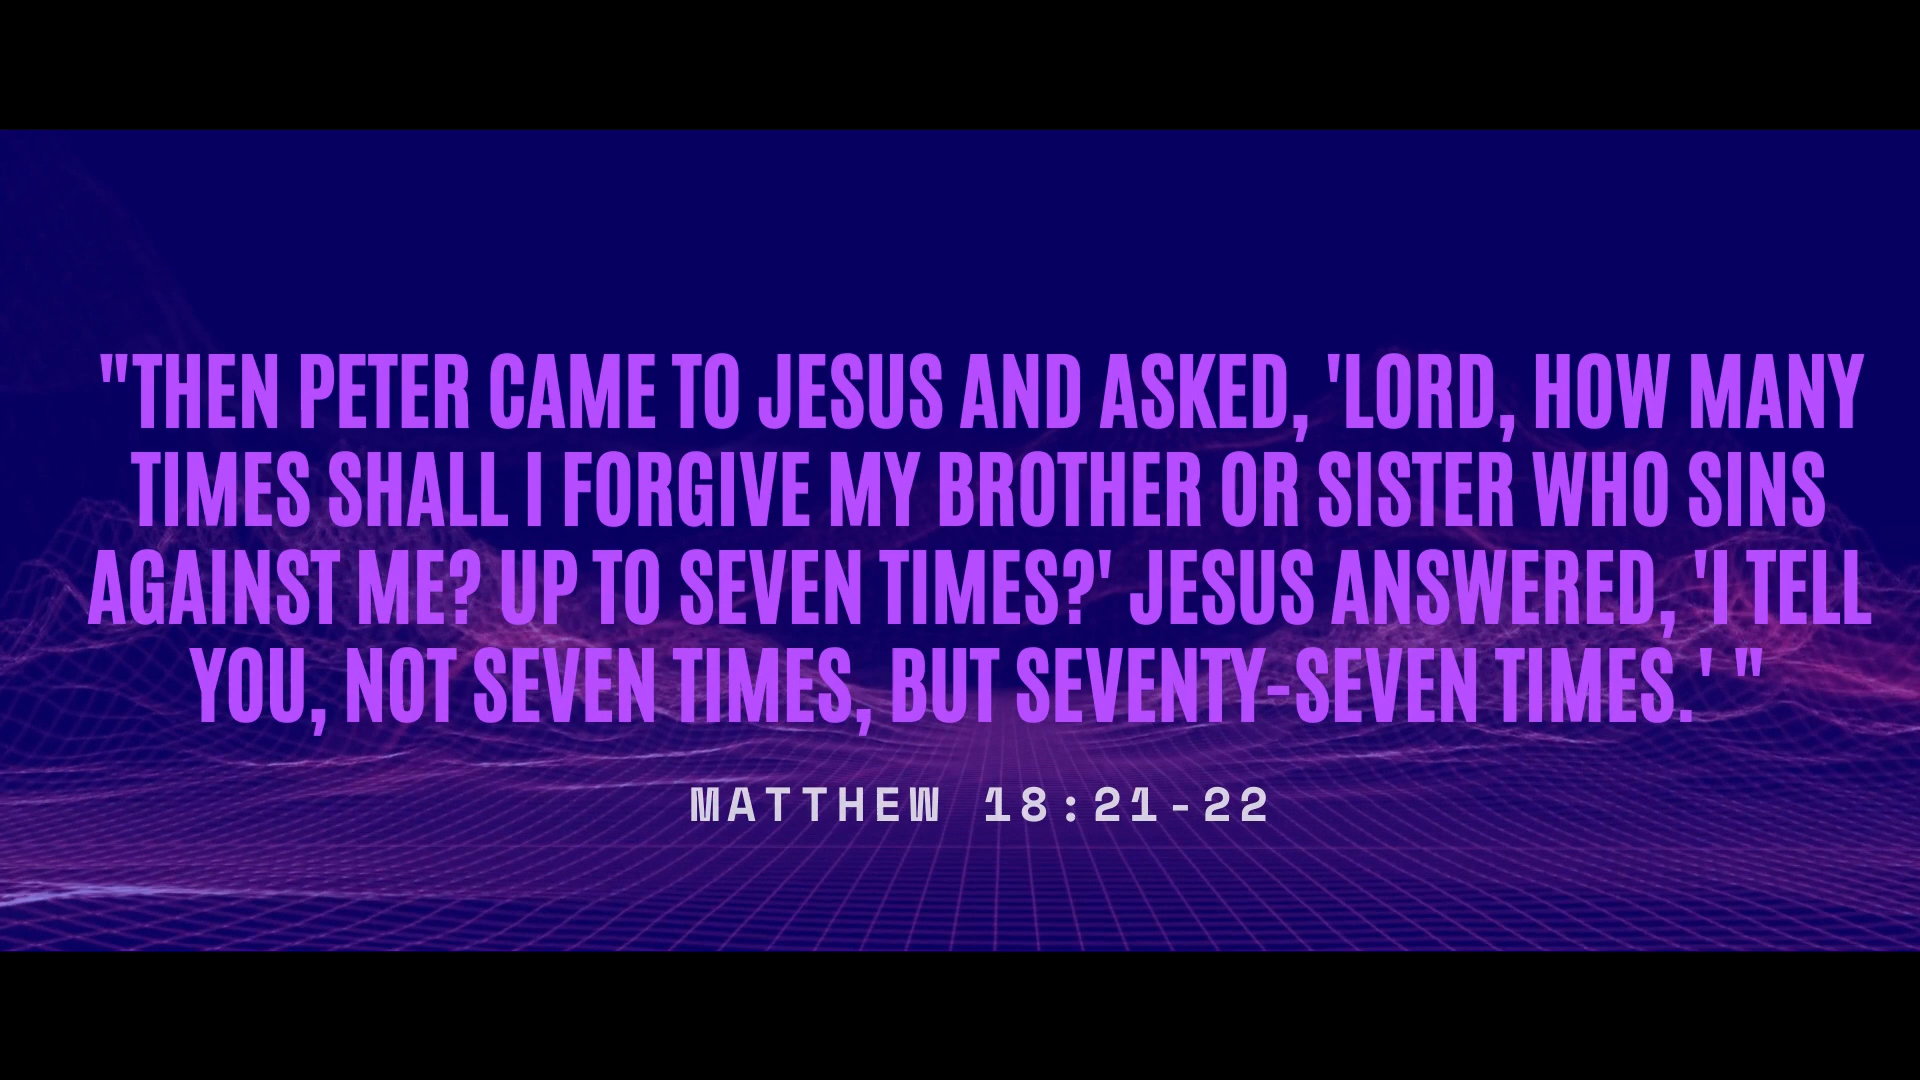 "THEN PETER CAME TO JESUS AND ASKED, 'LORD, HOW MANY
TIMES SHALL I FORGIVE MY BROTHER OR SISTER WHO SINS
AGAINST ME? UP TO SEVEN TIMES?' JESUS ANSWERED, 'I TELL
YOU, NOT SEVEN TIMES, BUT SEVENTY-SEVEN TIMES.' "
MATTHEW 18:21-22